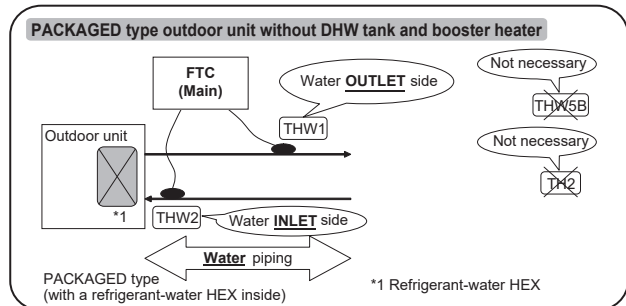 PACKAGED type outdoor unit without DHW tank and booster heater
FTC
(Main)
Water OUTLET side
Not necessary
THW5B
THW1
Outdoor unit
Not necessary
TH2
*1
THW2
Water INLET side
Water piping
PACKAGED type
(with a refrigerant-water HEX inside)
*1 Refrigerant-water HEX